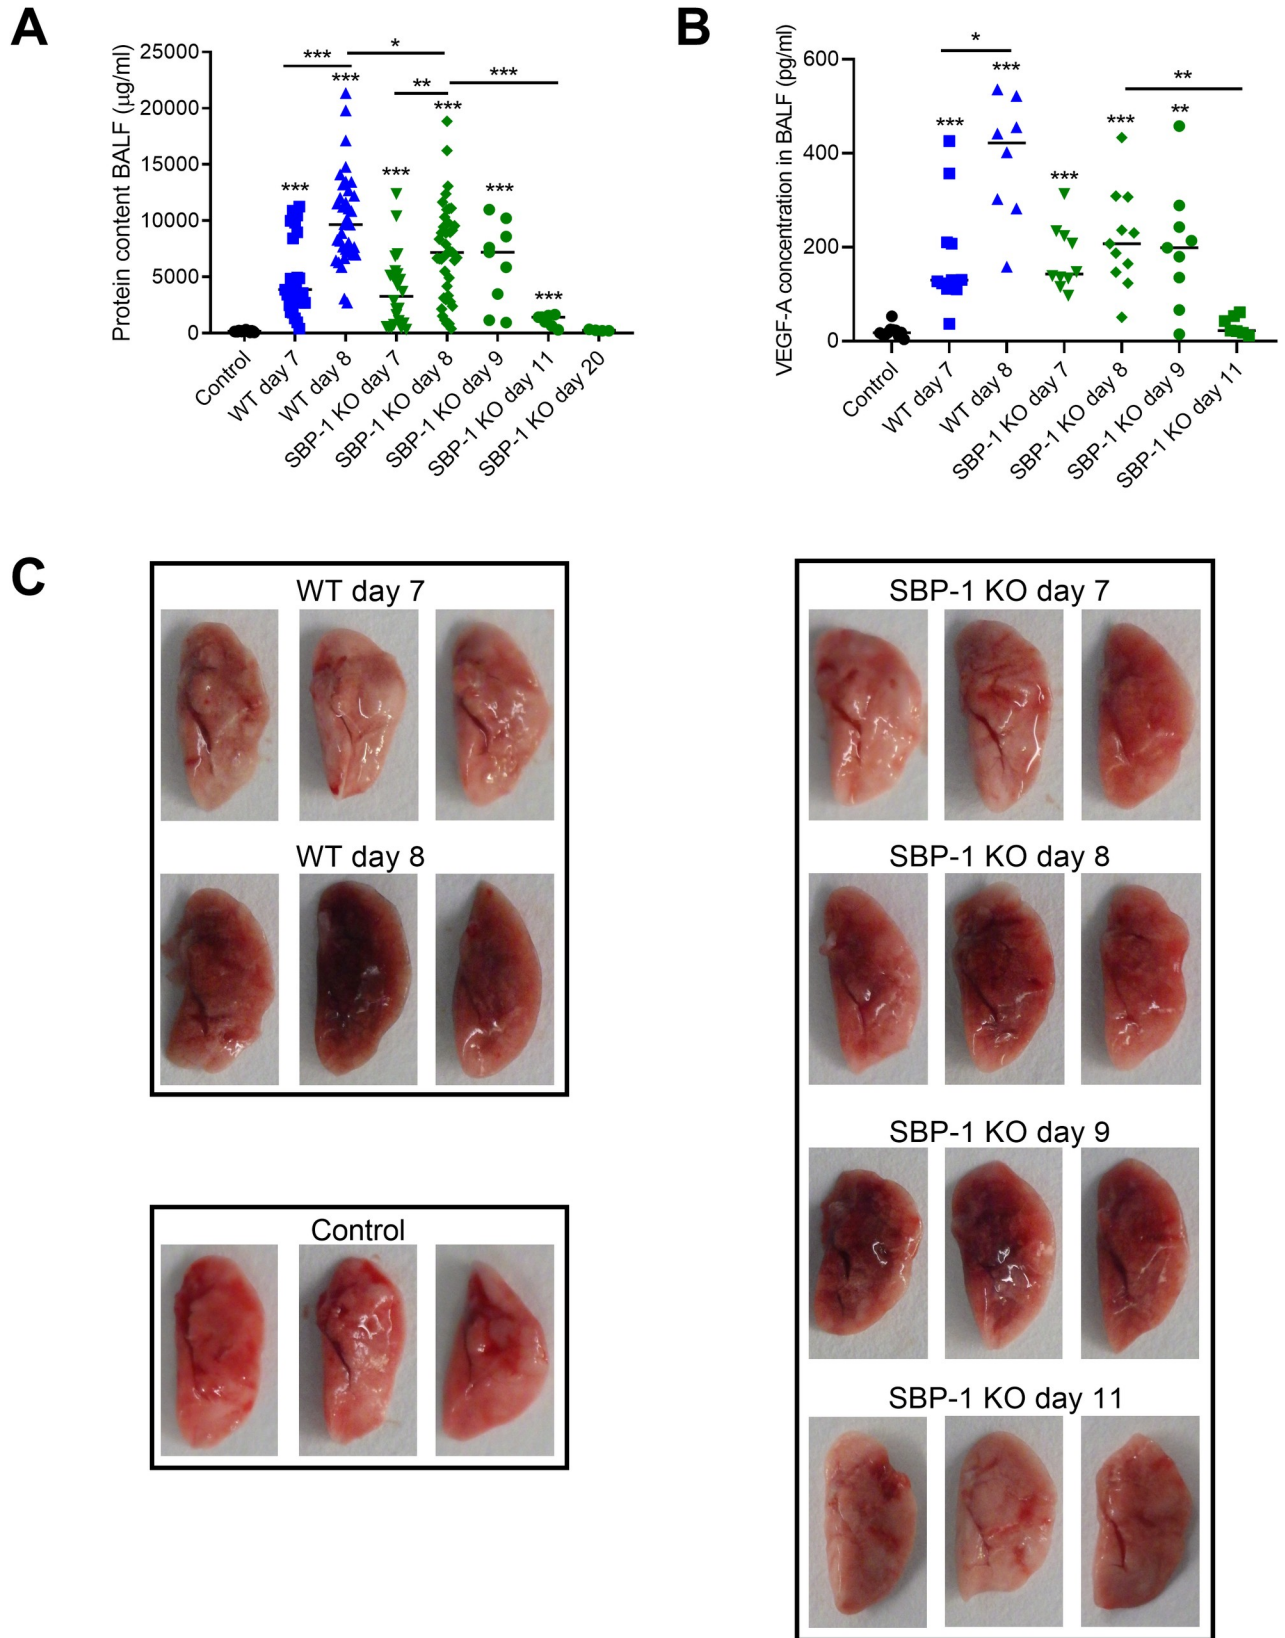 A
Protein content BALF (µg/ml)
25000
20000
15000
10000
5000
0
***
*
***
**
***
***
***
***
***
***
Control
WT day 7
WT day 8
SBP-1 KO day 7
SBP-1 KO day 8
SBP-1 KO day 9
SBP-1 KO day 11
SBP-1 KO day 20
B
VEGF-A concentration in BALF (pg/ml)
600
400
200
0
*
***
***
***
***
**
**
Control
WT day 7
WT day 8
SBP-1 KO day 7
SBP-1 KO day 8
SBP-1 KO day 9
SBP-1 KO day 11
C
WT day 7
WT day 8
Control
SBP-1 KO day 7
SBP-1 KO day 8
SBP-1 KO day 9
SBP-1 KO day 11